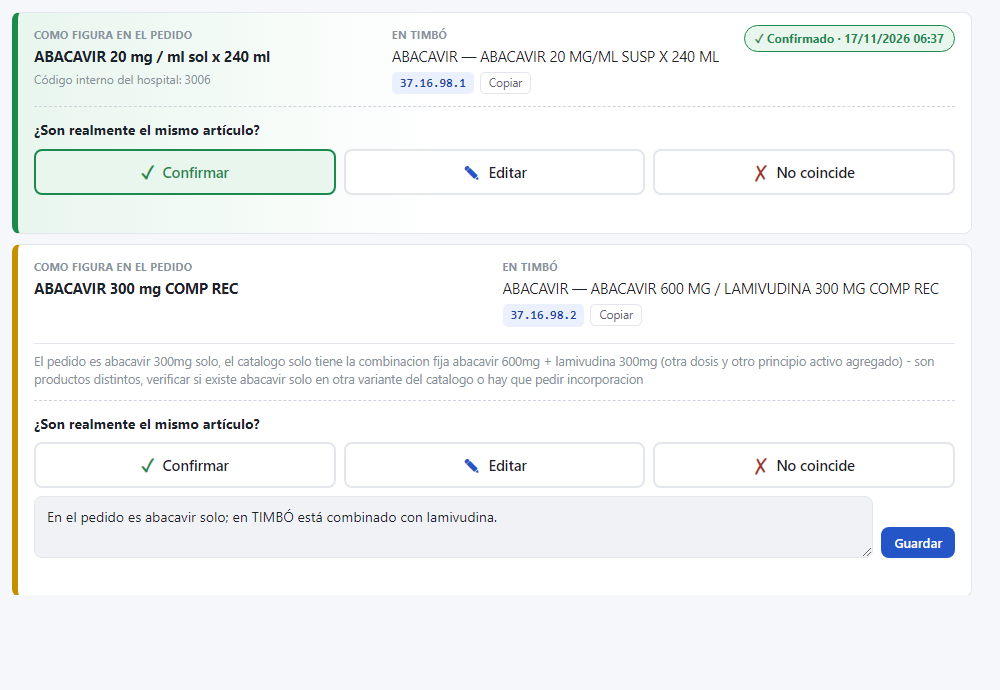 COMO FIGURA EN EL PEDIDO
ABACAVIR 20 mg / ml sol x 240 ml
Código interno del hospital: 3006
EN TIMBÓ
ABACAVIR — ABACAVIR 20 MG/ML SUSP X 240 ML
37.16.98.1 Copiar
✓ Confirmado · 17/11/2026 06:37
¿Son realmente el mismo artículo?
✓ Confirmar
Editar
✗ No coincide
COMO FIGURA EN EL PEDIDO
ABACAVIR 300 mg COMP REC
EN TIMBÓ
ABACAVIR — ABACAVIR 600 MG / LAMIVUDINA 300 MG COMP REC
37.16.98.2 Copiar
El pedido es abacavir 300mg solo, el catalogo solo tiene la combinacion fija abacavir 600mg + lamivudina 300mg (otra dosis y otro principio activo agregado) - son
productos distintos, verificar si existe abacavir solo en otra variante del catalogo o hay que pedir incorporacion
¿Son realmente el mismo artículo?
✓ Confirmar
Editar
✗ No coincide
En el pedido es abacavir solo; en TIMBÓ está combinado con lamivudina.
Guardar